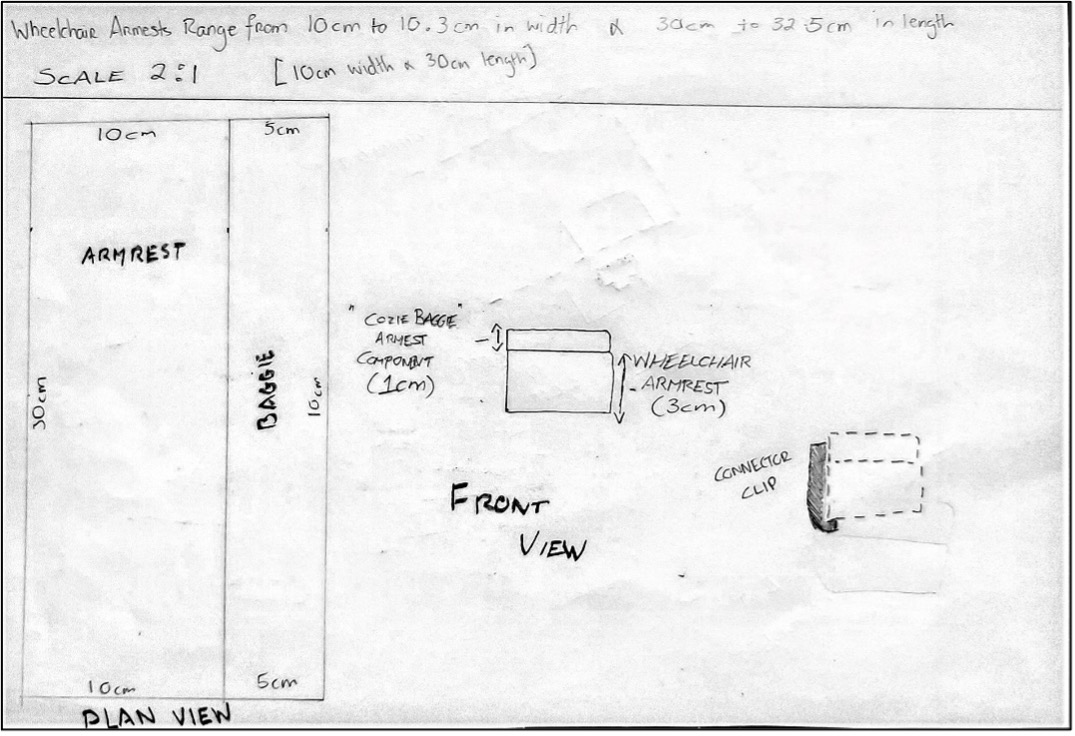 Wheelchair Armests Range from 10cm to 10.3cm in width & 30cm to 32.5cm in length
SCALE 2:1 [10cm width & 30cm length]
10cm 5cm
ARMREST
30cm
BAGGIE
10cm
10cm 5cm
PLAN VIEW
"COZIE BAGGIE"
ARMEST
COMPONENT
(1cm)
WHEELCHAIR
- ARMREST
(3cm)
FRONT
VIEW
CONNECTOR
CLIP